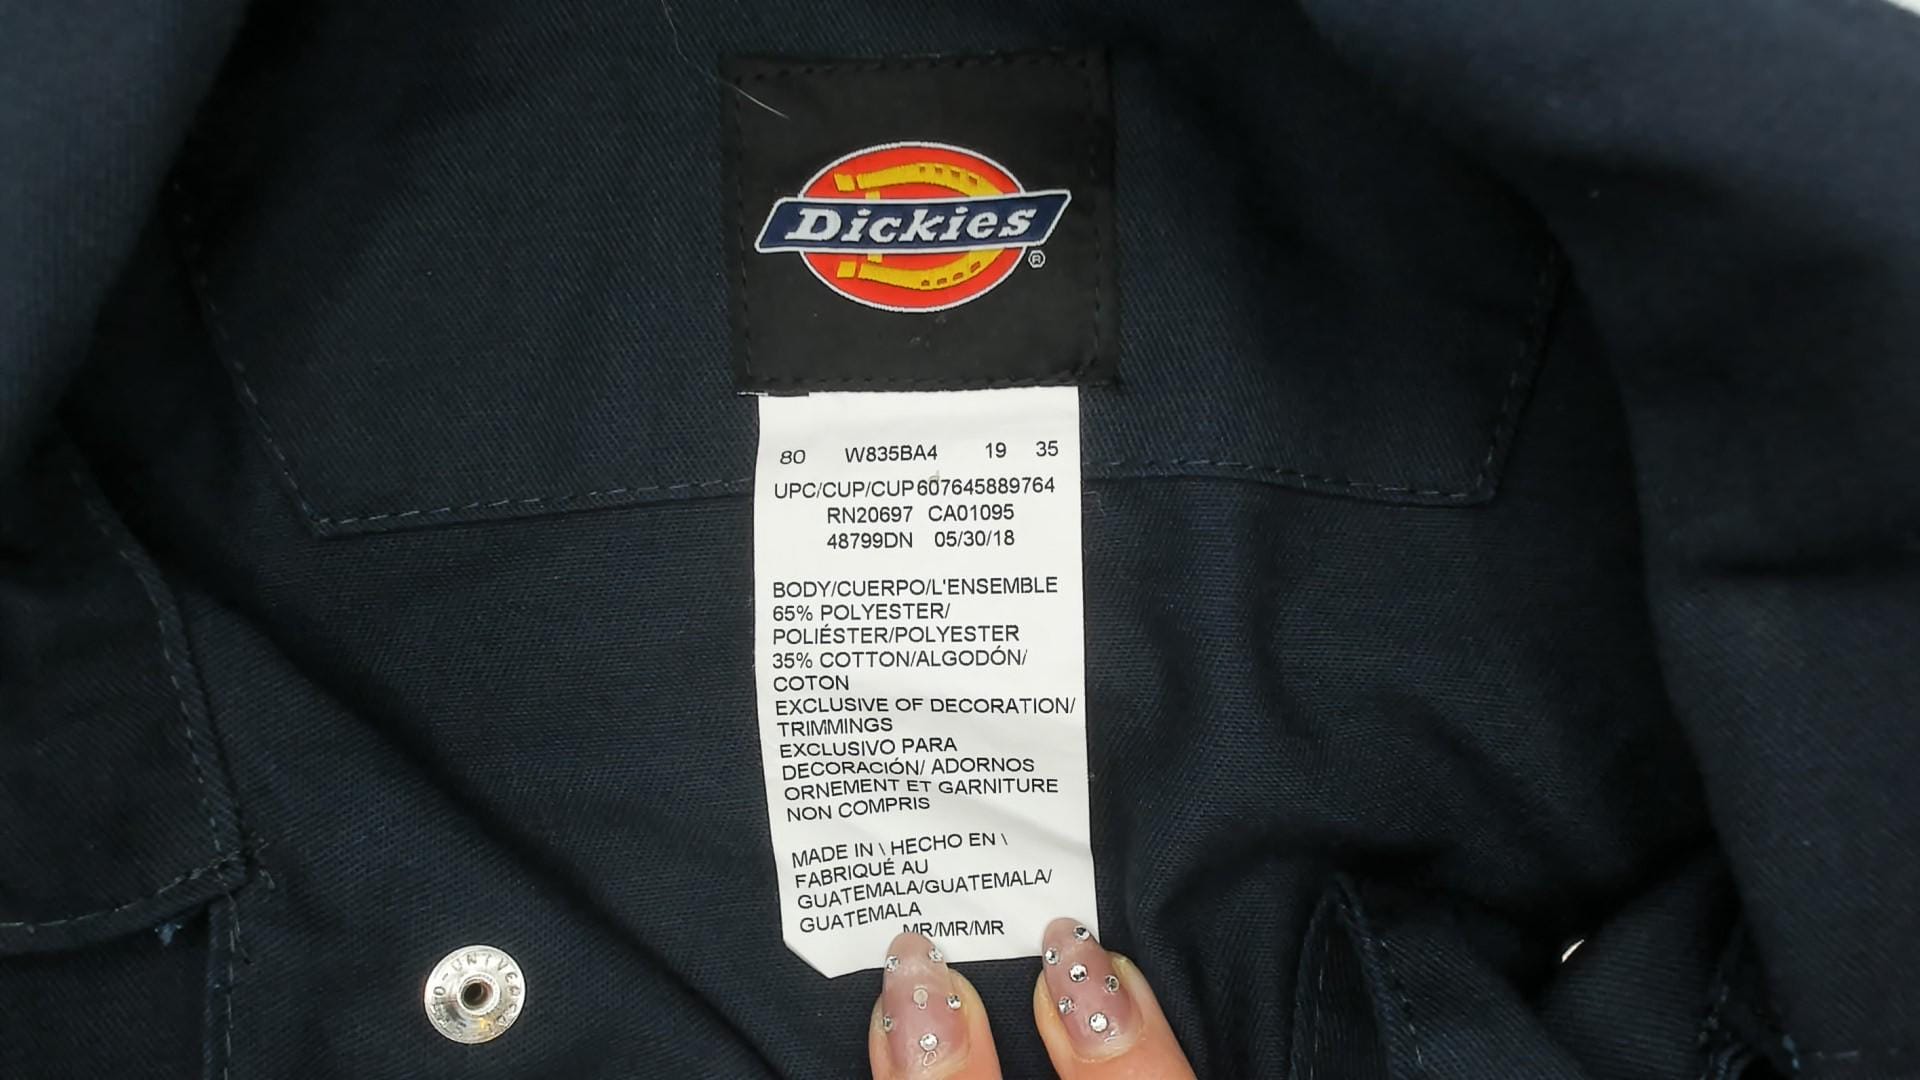 Dickies
®
80 W835BA4 19 35
UPC/CUP/CUP 607645889764
RN20697 CA01095
48799DN 05/30/18
BODY/CUERPO/L'ENSEMBLE
65% POLYESTER/
POLIÉSTER/POLYESTER
35% COTTON/ALGODÓN/
COTON
EXCLUSIVE OF DECORATION/
TRIMMINGS
EXCLUSIVO PARA
DECORACIÓN/ ADORNOS
ORNEMENT ET GARNITURE
NON COMPRIS
MADE IN \ HECHO EN \
FABRIQUÉ AU
GUATEMALA/GUATEMALA/
GUATEMALA
MR/MR/MR